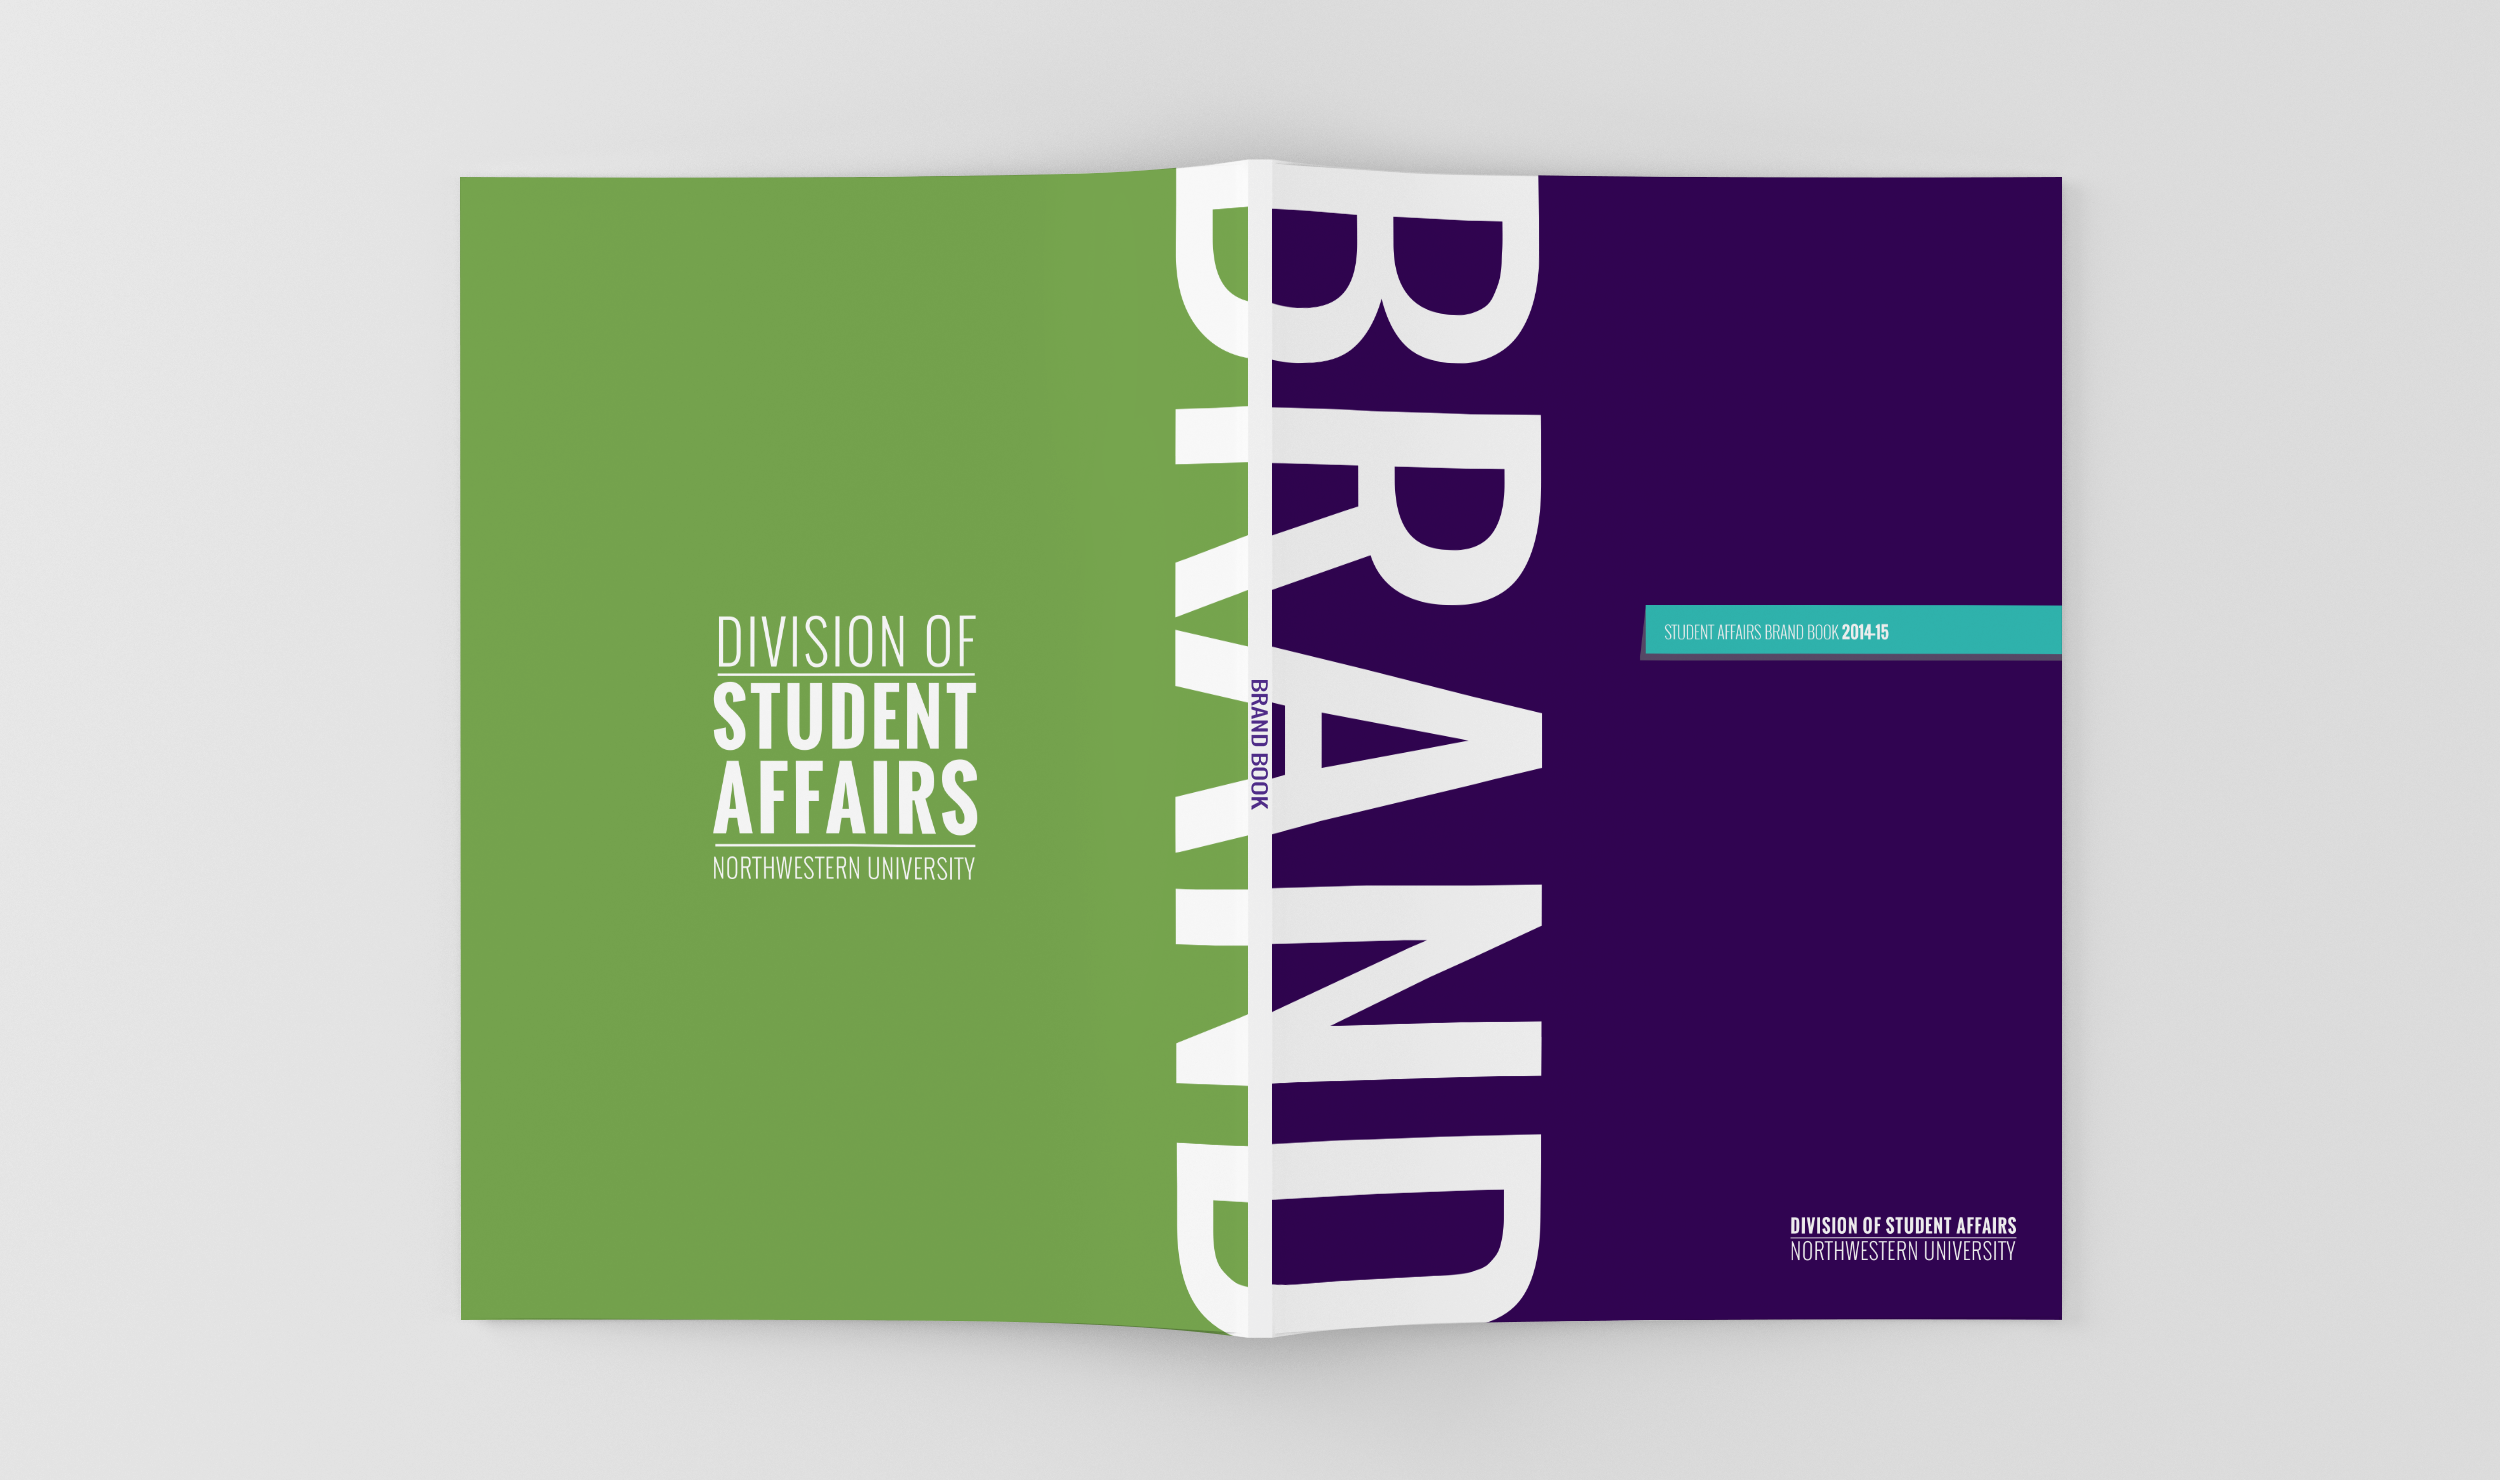 DIVISION OF
STUDENT
AFFAIRS
NORTHWESTERN UNIVERSITY
BRAND
BRAND BOOK
STUDENT AFFAIRS BRAND BOOK 2014-15
DIVISION OF STUDENT AFFAIRS
NORTHWESTERN UNIVERSITY